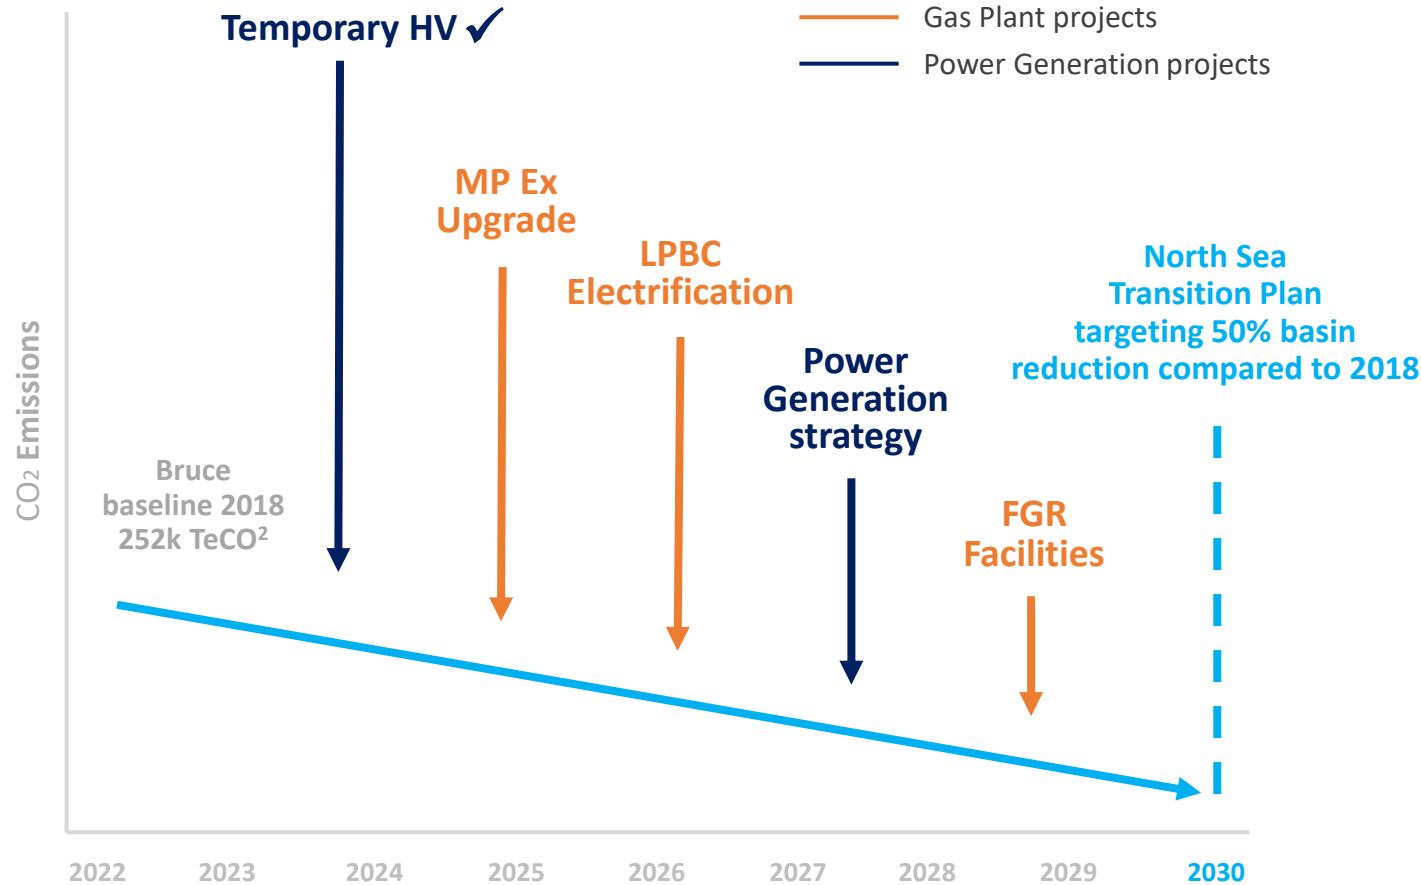 Temporary HV ✓
Gas Plant projects
Power Generation projects
MP Ex
Upgrade
LPBC
Electrification
North Sea
Transition Plan
targeting 50% basin
reduction compared to 2018
Power
Generation
strategy
CO₂ Emissions
Bruce
baseline 2018
252k TeCO²
FGR
Facilities
2022 2023 2024 2025 2026 2027 2028 2029 2030